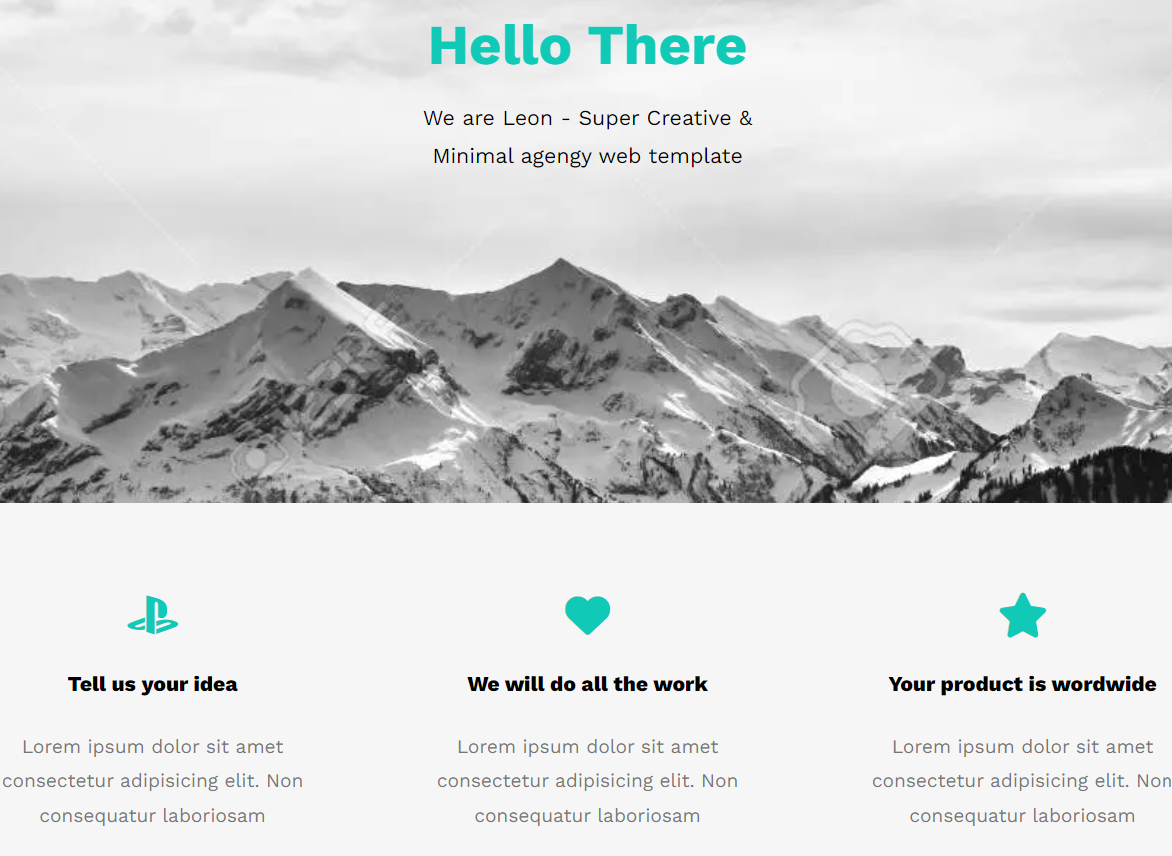 Hello There
We are Leon - Super Creative &
Minimal agengy web template
Tell us your idea
We will do all the work
Your product is wordwide
Lorem ipsum dolor sit amet
consectetur adipisicing elit. Non
consequatur laboriosam
Lorem ipsum dolor sit amet
consectetur adipisicing elit. Non
consequatur laboriosam
Lorem ipsum dolor sit amet
consectetur adipisicing elit. Non
consequatur laboriosam